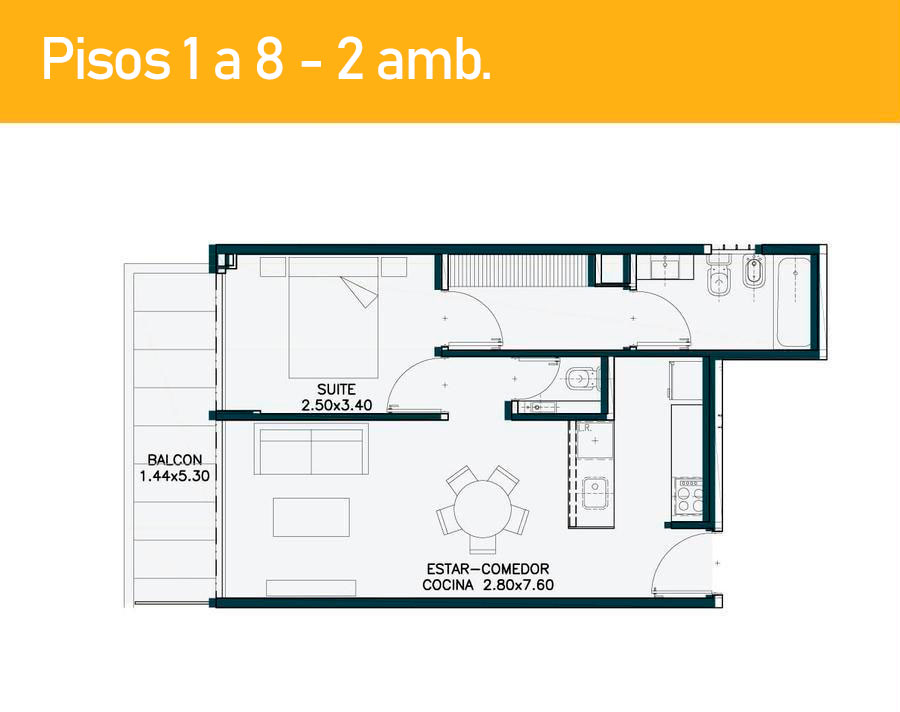 Pisos 1 a 8 - 2 amb.
SUITE
2.50x3.40
BALCON
1.44x5.30
L.R.
ESTAR-COMEDOR
COCINA 2.80x7.60